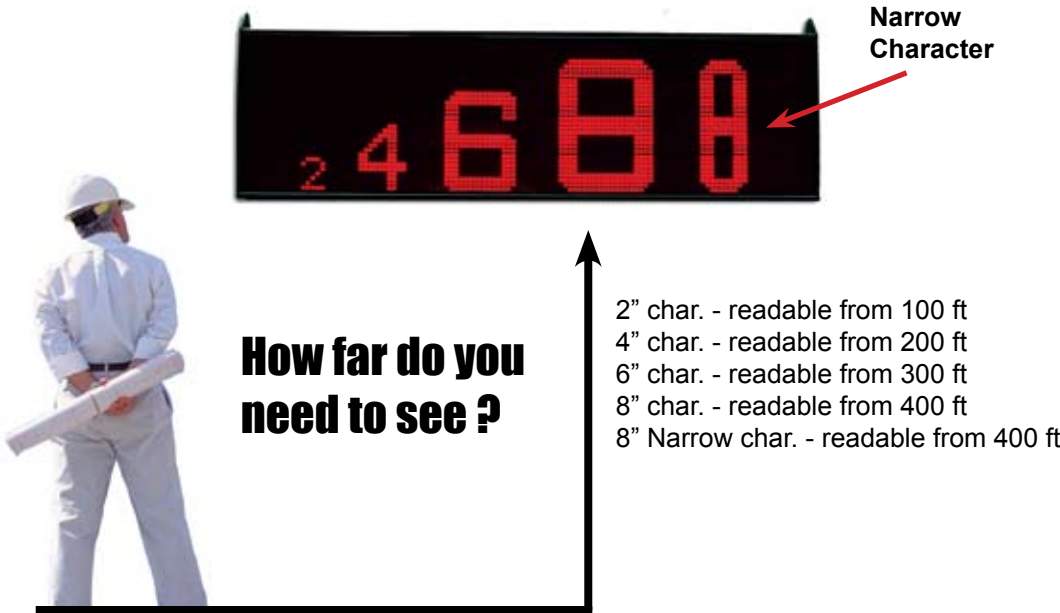 Narrow
Character
2 4 6 8 8
How far do you
need to see ?
2” char. - readable from 100 ft
4” char. - readable from 200 ft
6” char. - readable from 300 ft
8” char. - readable from 400 ft
8” Narrow char. - readable from 400 ft